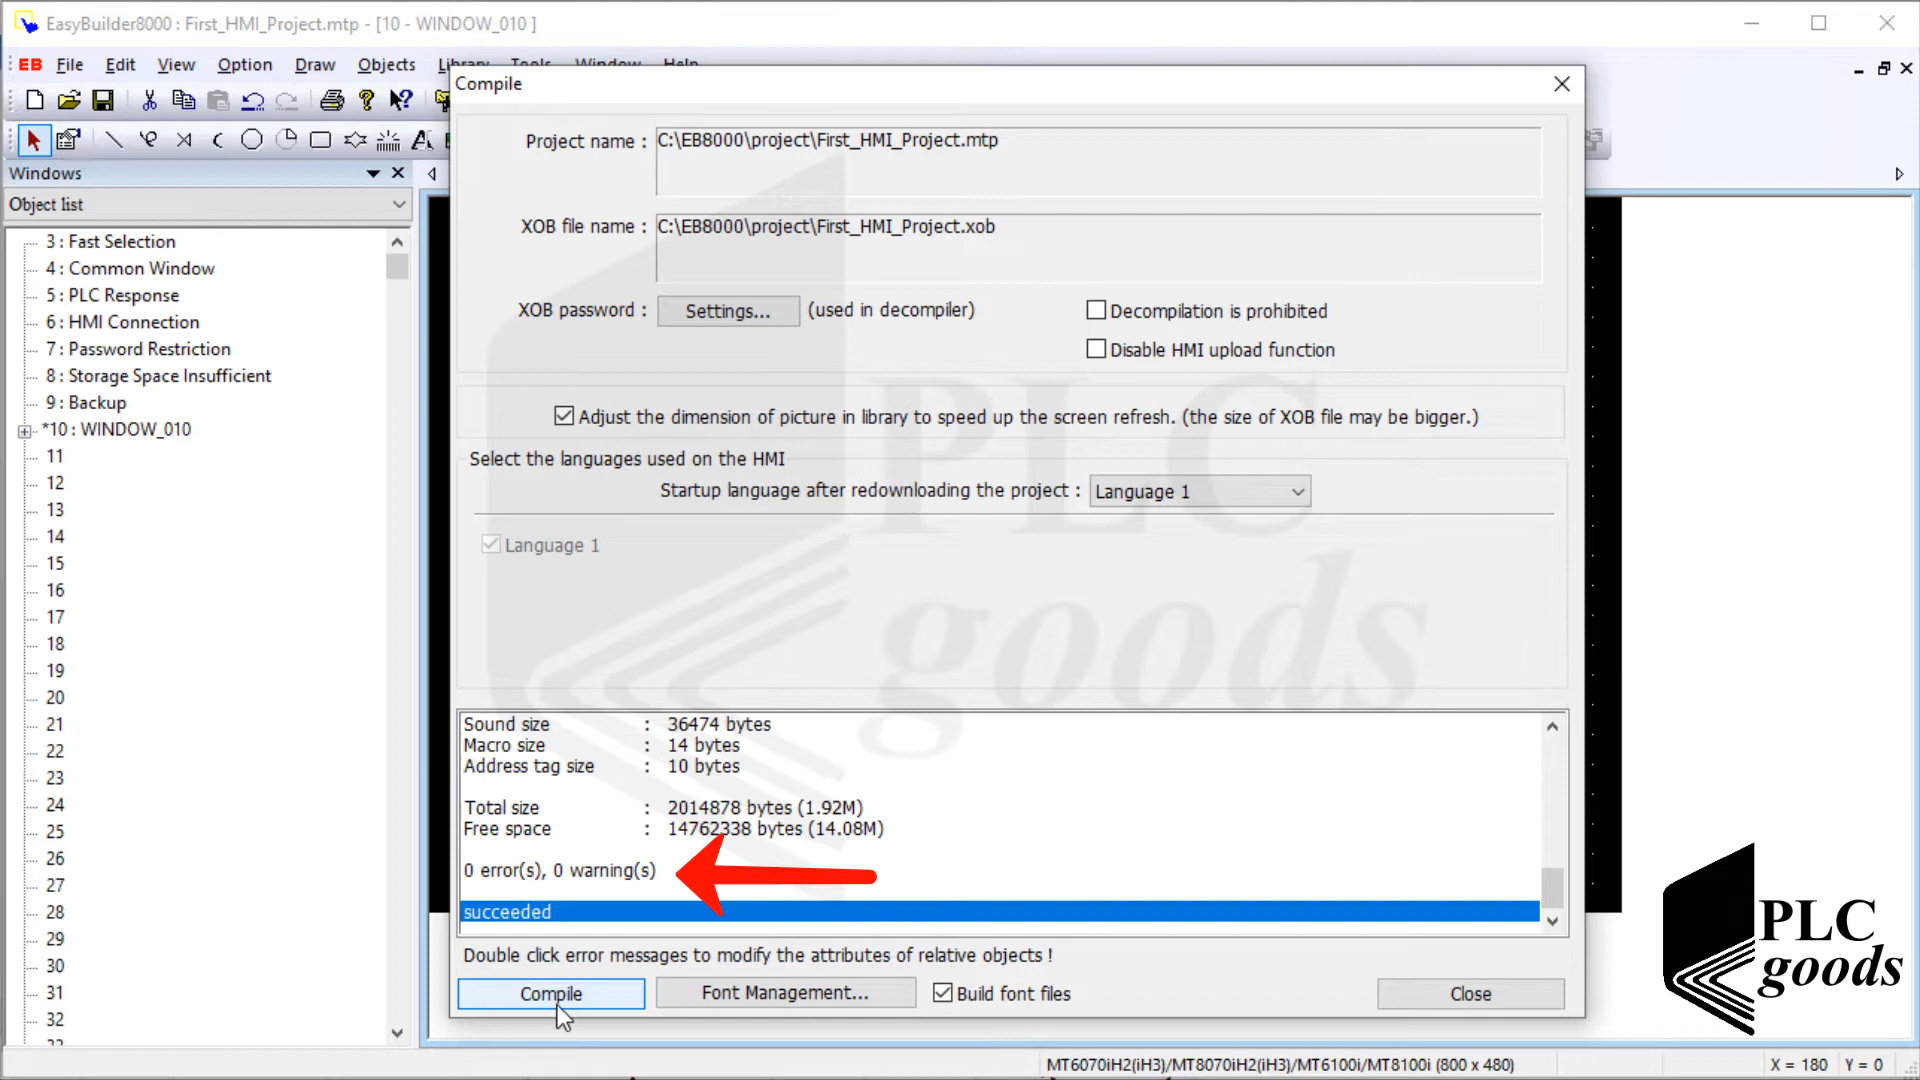 EasyBuilder8000 : First_HMI_Project.mtp - [10 - WINDOW_010 ]
EB File Edit View Option Draw Objects Library Tools Window Help
Compile
Windows
Object list
3 : Fast Selection
4 : Common Window
5 : PLC Response
6 : HMI Connection
7 : Password Restriction
8 : Storage Space Insufficient
9 : Backup
*10 : WINDOW_010
11
12
13
14
15
16
17
18
19
20
21
22
23
24
25
26
27
28
29
30
31
32
33
Project name : C:\EB8000\project\First_HMI_Project.mtp
XOB file name : C:\EB8000\project\First_HMI_Project.xob
XOB password : Settings... (used in decompiler)
Decompilation is prohibited
Disable HMI upload function
Adjust the dimension of picture in library to speed up the screen refresh. (the size of XOB file may be bigger.)
Select the languages used on the HMI
Startup language after redownloading the project : Language 1
Language 1
PLC
goods
Sound size : 36474 bytes
Macro size : 14 bytes
Address tag size : 10 bytes
Total size : 2014878 bytes (1.92M)
Free space : 14762338 bytes (14.08M)
0 error(s), 0 warning(s)
succeeded
Double click error messages to modify the attributes of relative objects !
Compile Font Management... Build font files Close
PLC
goods
MT6070iH2(iH3)/MT8070iH2(iH3)/MT6100i/MT8100i (800 x 480) X = 180 Y = 0